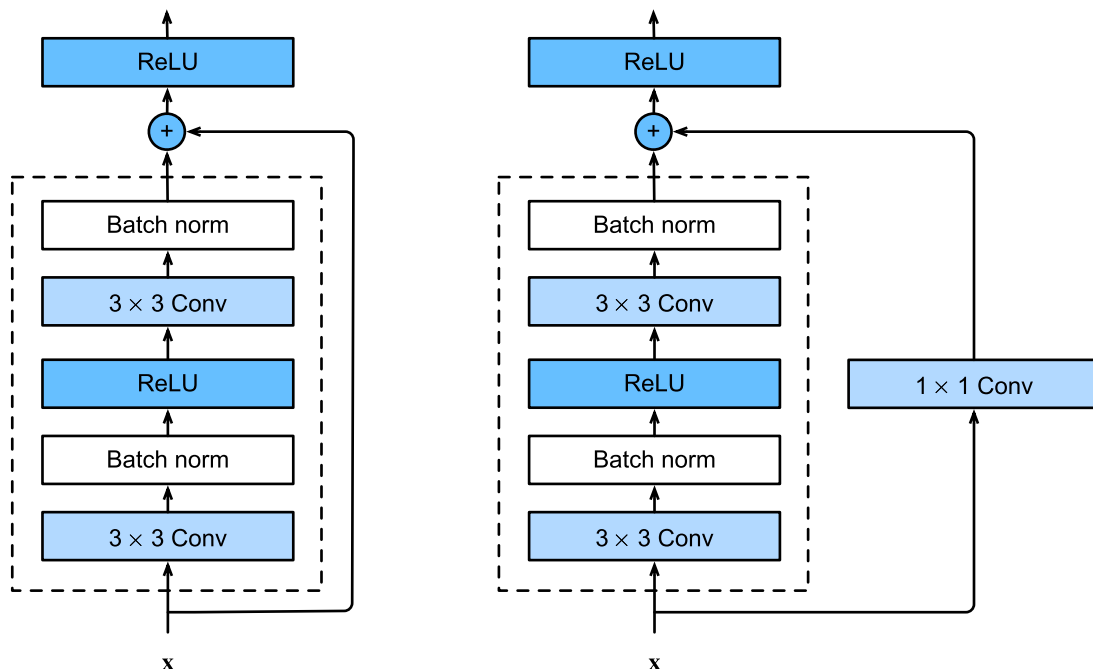 ReLU
+
Batch norm
3 × 3 Conv
ReLU
Batch norm
3 × 3 Conv
x
ReLU
+
Batch norm
3 × 3 Conv
ReLU
Batch norm
3 × 3 Conv
1 × 1 Conv
x